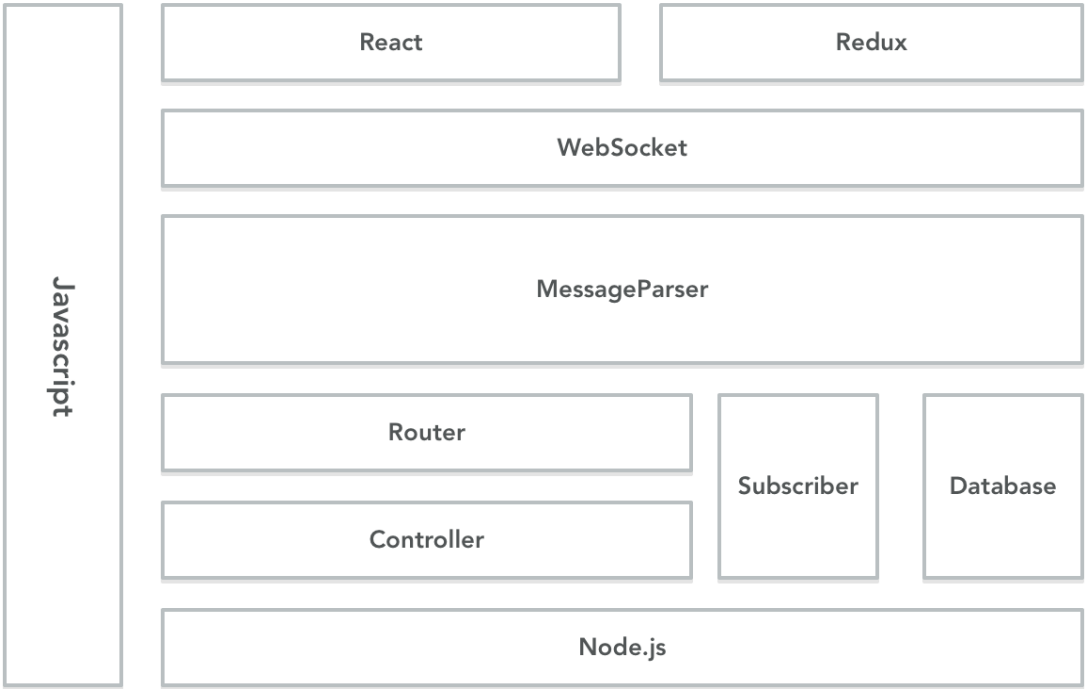 Javascript
React
Redux
WebSocket
MessageParser
Router
Controller
Subscriber
Database
Node.js